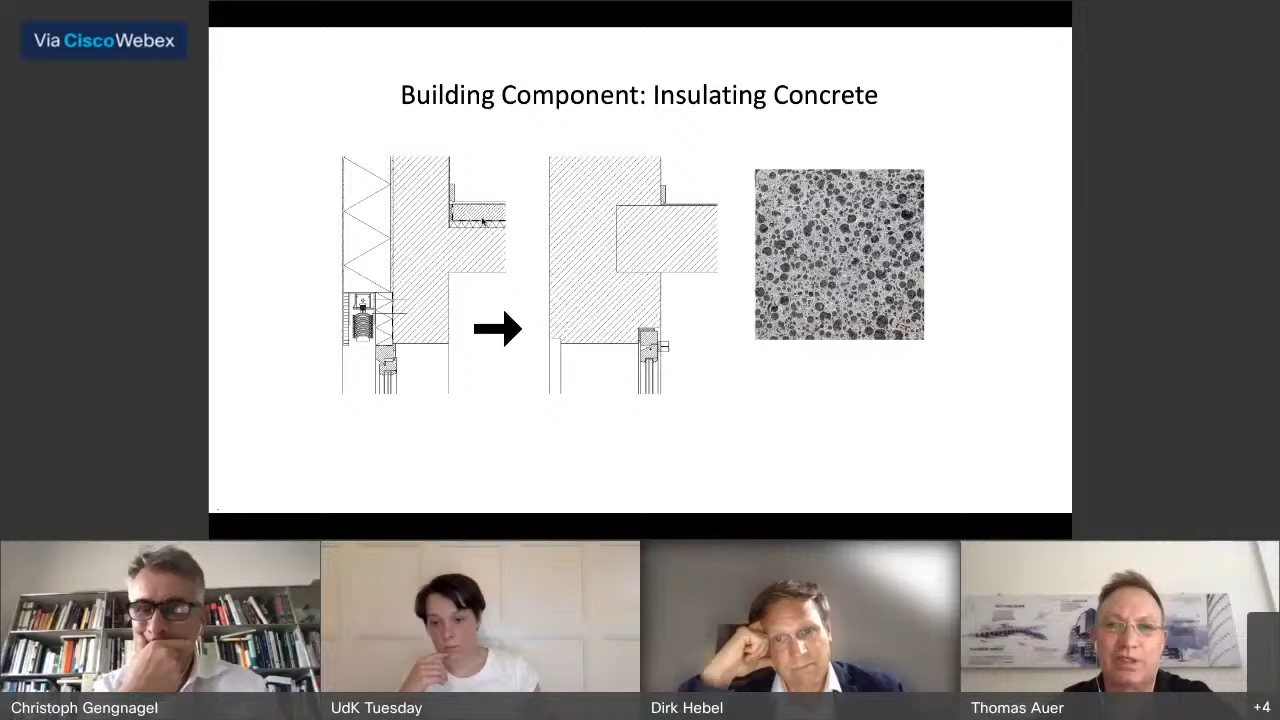 Via CiscoWebex
Building Component: Insulating Concrete
Christoph Gengnagel
UdK Tuesday
Dirk Hebel
Thomas Auer
+4